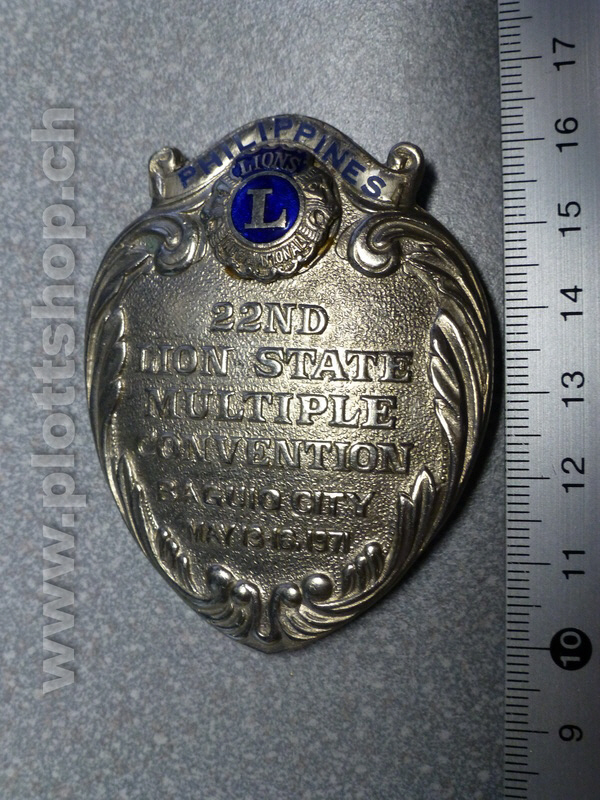 PHILIPPINES
LIONS
L
INTERNATIONAL
22ND
LION STATE
MULTIPLE
CONVENTION
BAGUIO CITY
MAY 13-16, 1971
www.plottshop.ch
17
16
15
14
13
12
11
10
9